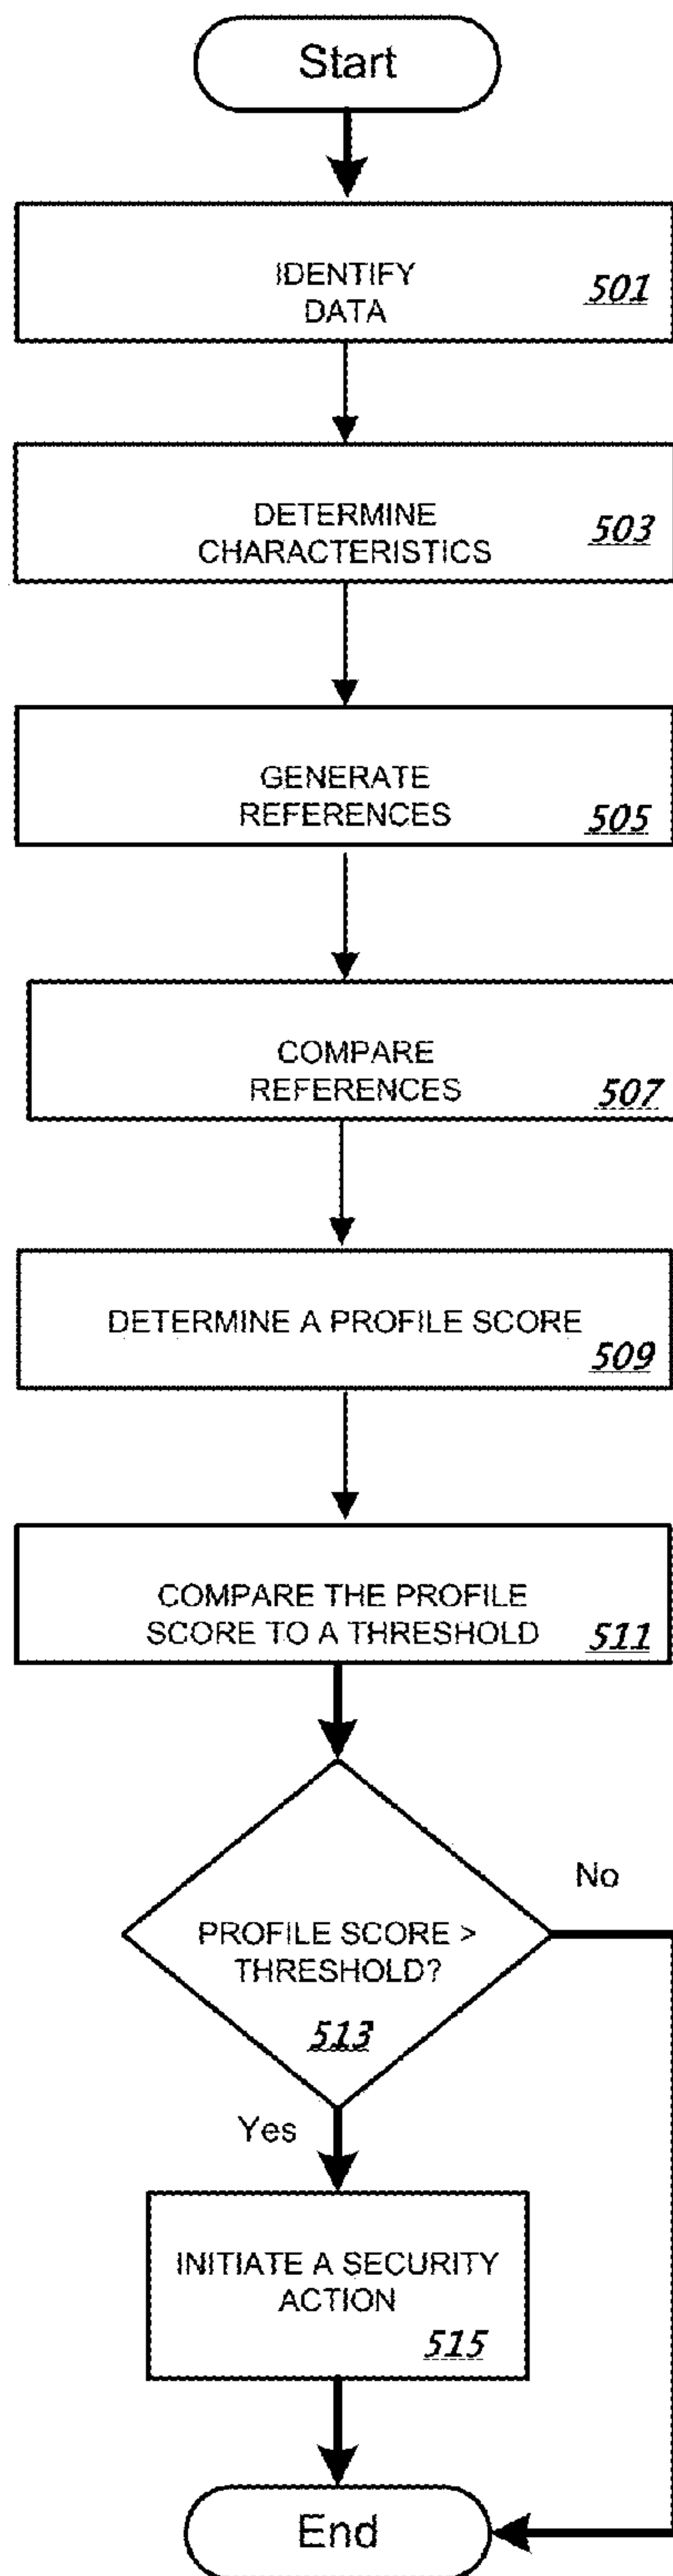 Start
IDENTIFY
DATA
501
DETERMINE
CHARACTERISTICS
503
GENERATE
REFERENCES
505
COMPARE
REFERENCES
507
DETERMINE A PROFILE SCORE
509
COMPARE THE PROFILE
SCORE TO A THRESHOLD
511
PROFILE SCORE >
THRESHOLD?
513
No
Yes
INITIATE A SECURITY
ACTION
515
End